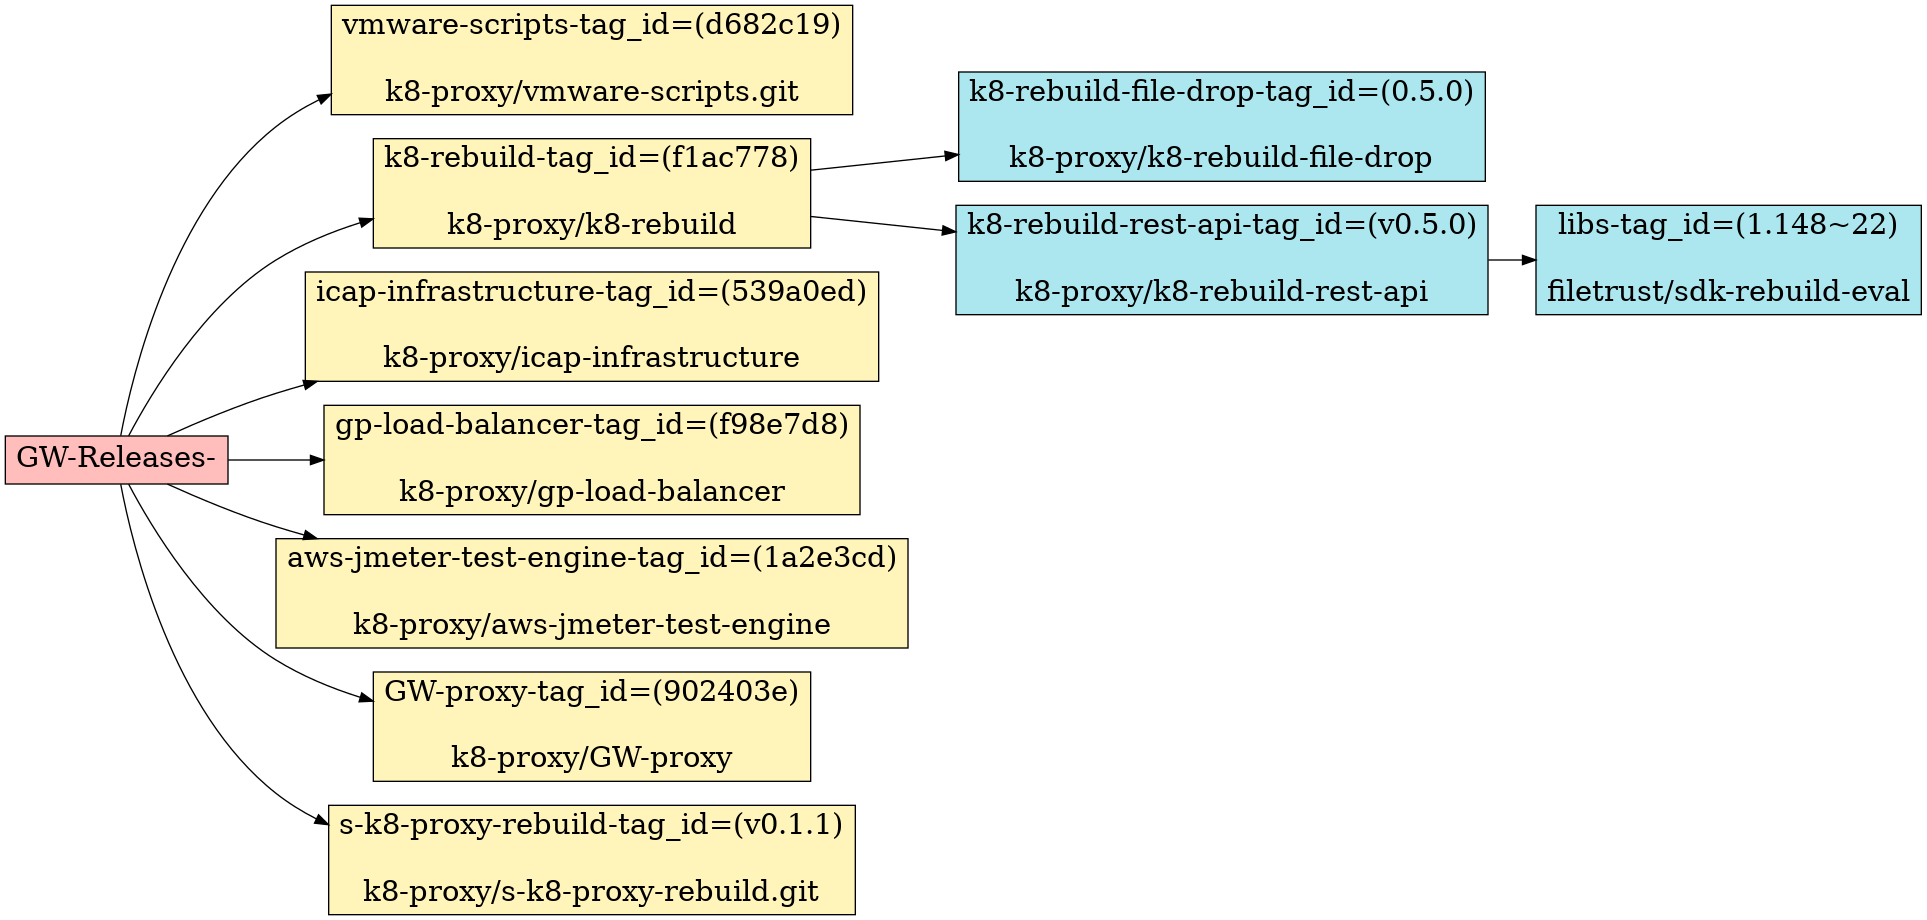 vmware-scripts-tag_id=(d682c19)
k8-proxy/vmware-scripts.git
k8-rebuild-file-drop-tag_id=(0.5.0)
k8-proxy/k8-rebuild-file-drop
k8-rebuild-tag_id=(f1ac778)
k8-proxy/k8-rebuild
k8-rebuild-rest-api-tag_id=(v0.5.0)
k8-proxy/k8-rebuild-rest-api
libs-tag_id=(1.148~22)
filetrust/sdk-rebuild-eval
icap-infrastructure-tag_id=(539a0ed)
k8-proxy/icap-infrastructure
GW-Releases-
gp-load-balancer-tag_id=(f98e7d8)
k8-proxy/gp-load-balancer
aws-jmeter-test-engine-tag_id=(1a2e3cd)
k8-proxy/aws-jmeter-test-engine
GW-proxy-tag_id=(902403e)
k8-proxy/GW-proxy
s-k8-proxy-rebuild-tag_id=(v0.1.1)
k8-proxy/s-k8-proxy-rebuild.git